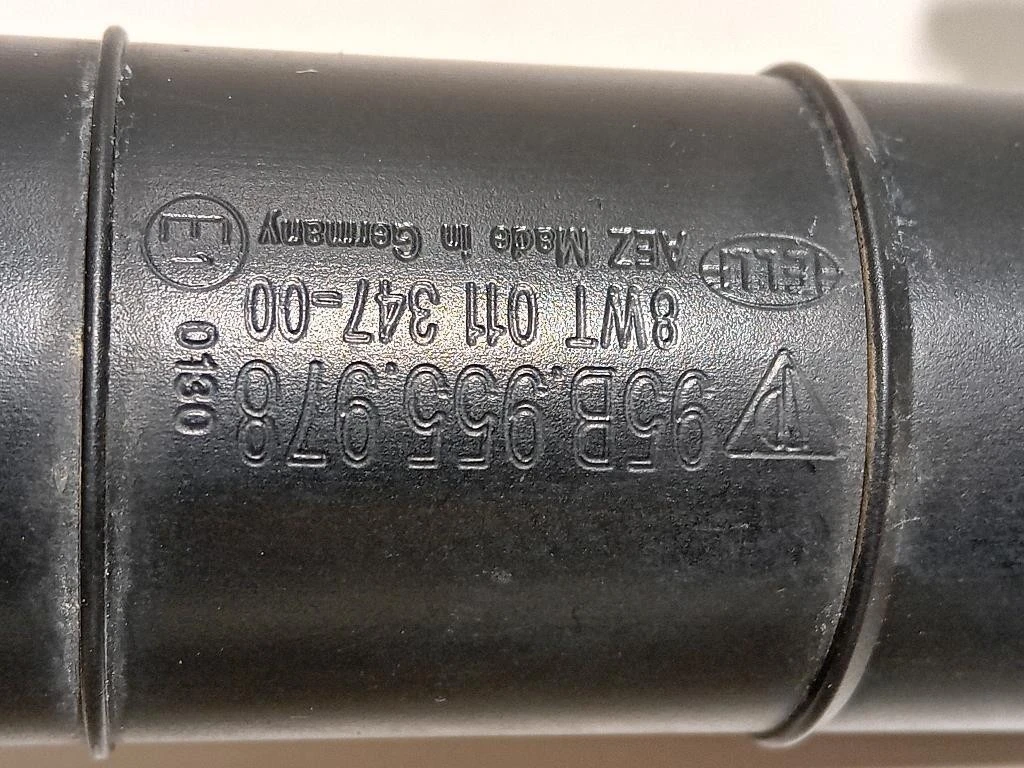 95B.955.978
8WT 011 347-00
HELLA AEZ Made in Germany E1
0130